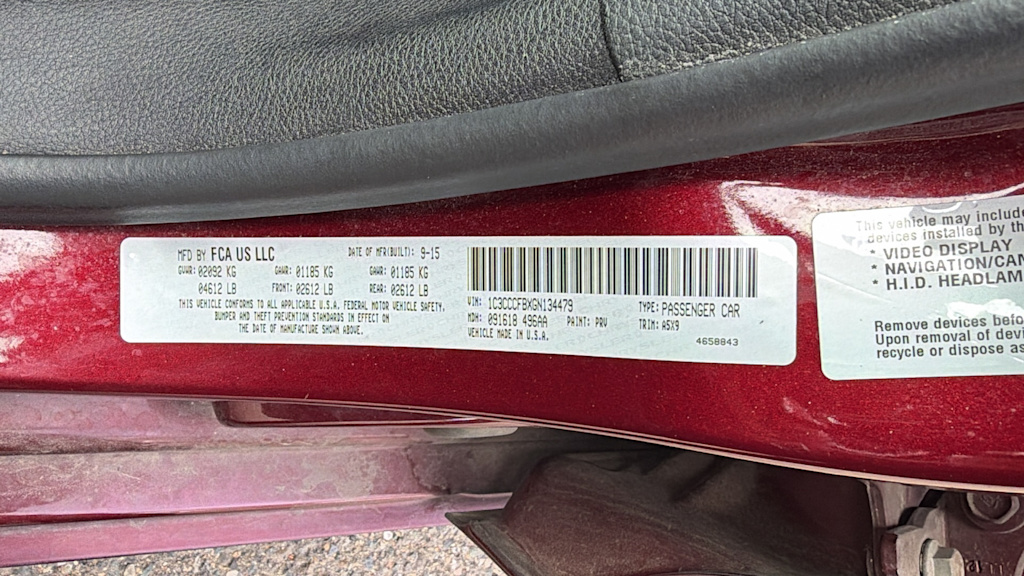 MFD BY FCA US LLC DATE OF MFR(BUILT): 9-15
GVWR: 02092 KG GAWR: 01185 KG GAWR: 01185 KG
04612 LB FRONT: 02612 LB REAR: 02612 LB
THIS VEHICLE CONFORMS TO ALL APPLICABLE U.S.A. FEDERAL MOTOR VEHICLE SAFETY,
BUMPER AND THEFT PREVENTION STANDARDS IN EFFECT ON
THE DATE OF MANUFACTURE SHOWN ABOVE.
VIN: 1C3CCCFBXGN134479 TYPE: PASSENGER CAR
MDH: 091618 496AA PAINT: PRV TRIM: A5X9
VEHICLE MADE IN U.S.A. 4658843
This vehicle may include
devices installed by th
* VIDEO DISPLAY
* NAVIGATION/CAN
* H.I.D. HEADLAM
Remove devices befo
Upon removal of devi
recycle or dispose as